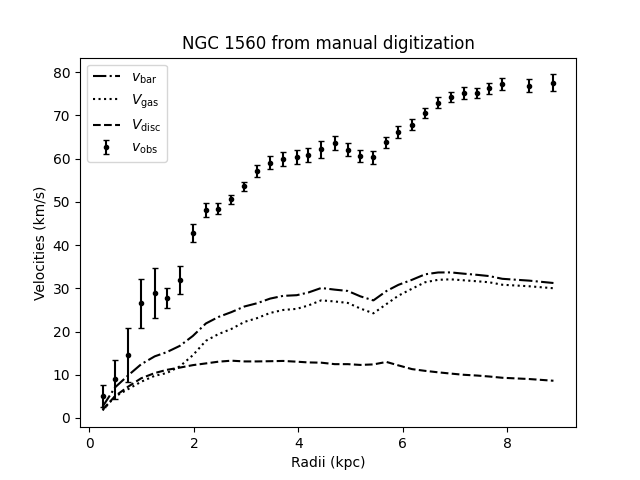 NGC 1560 from manual digitization
v_bar
V_gas
V_disc
v_obs
80
70
60
50
40
30
20
10
0
Velocities (km/s)
0 2 4 6 8
Radii (kpc)